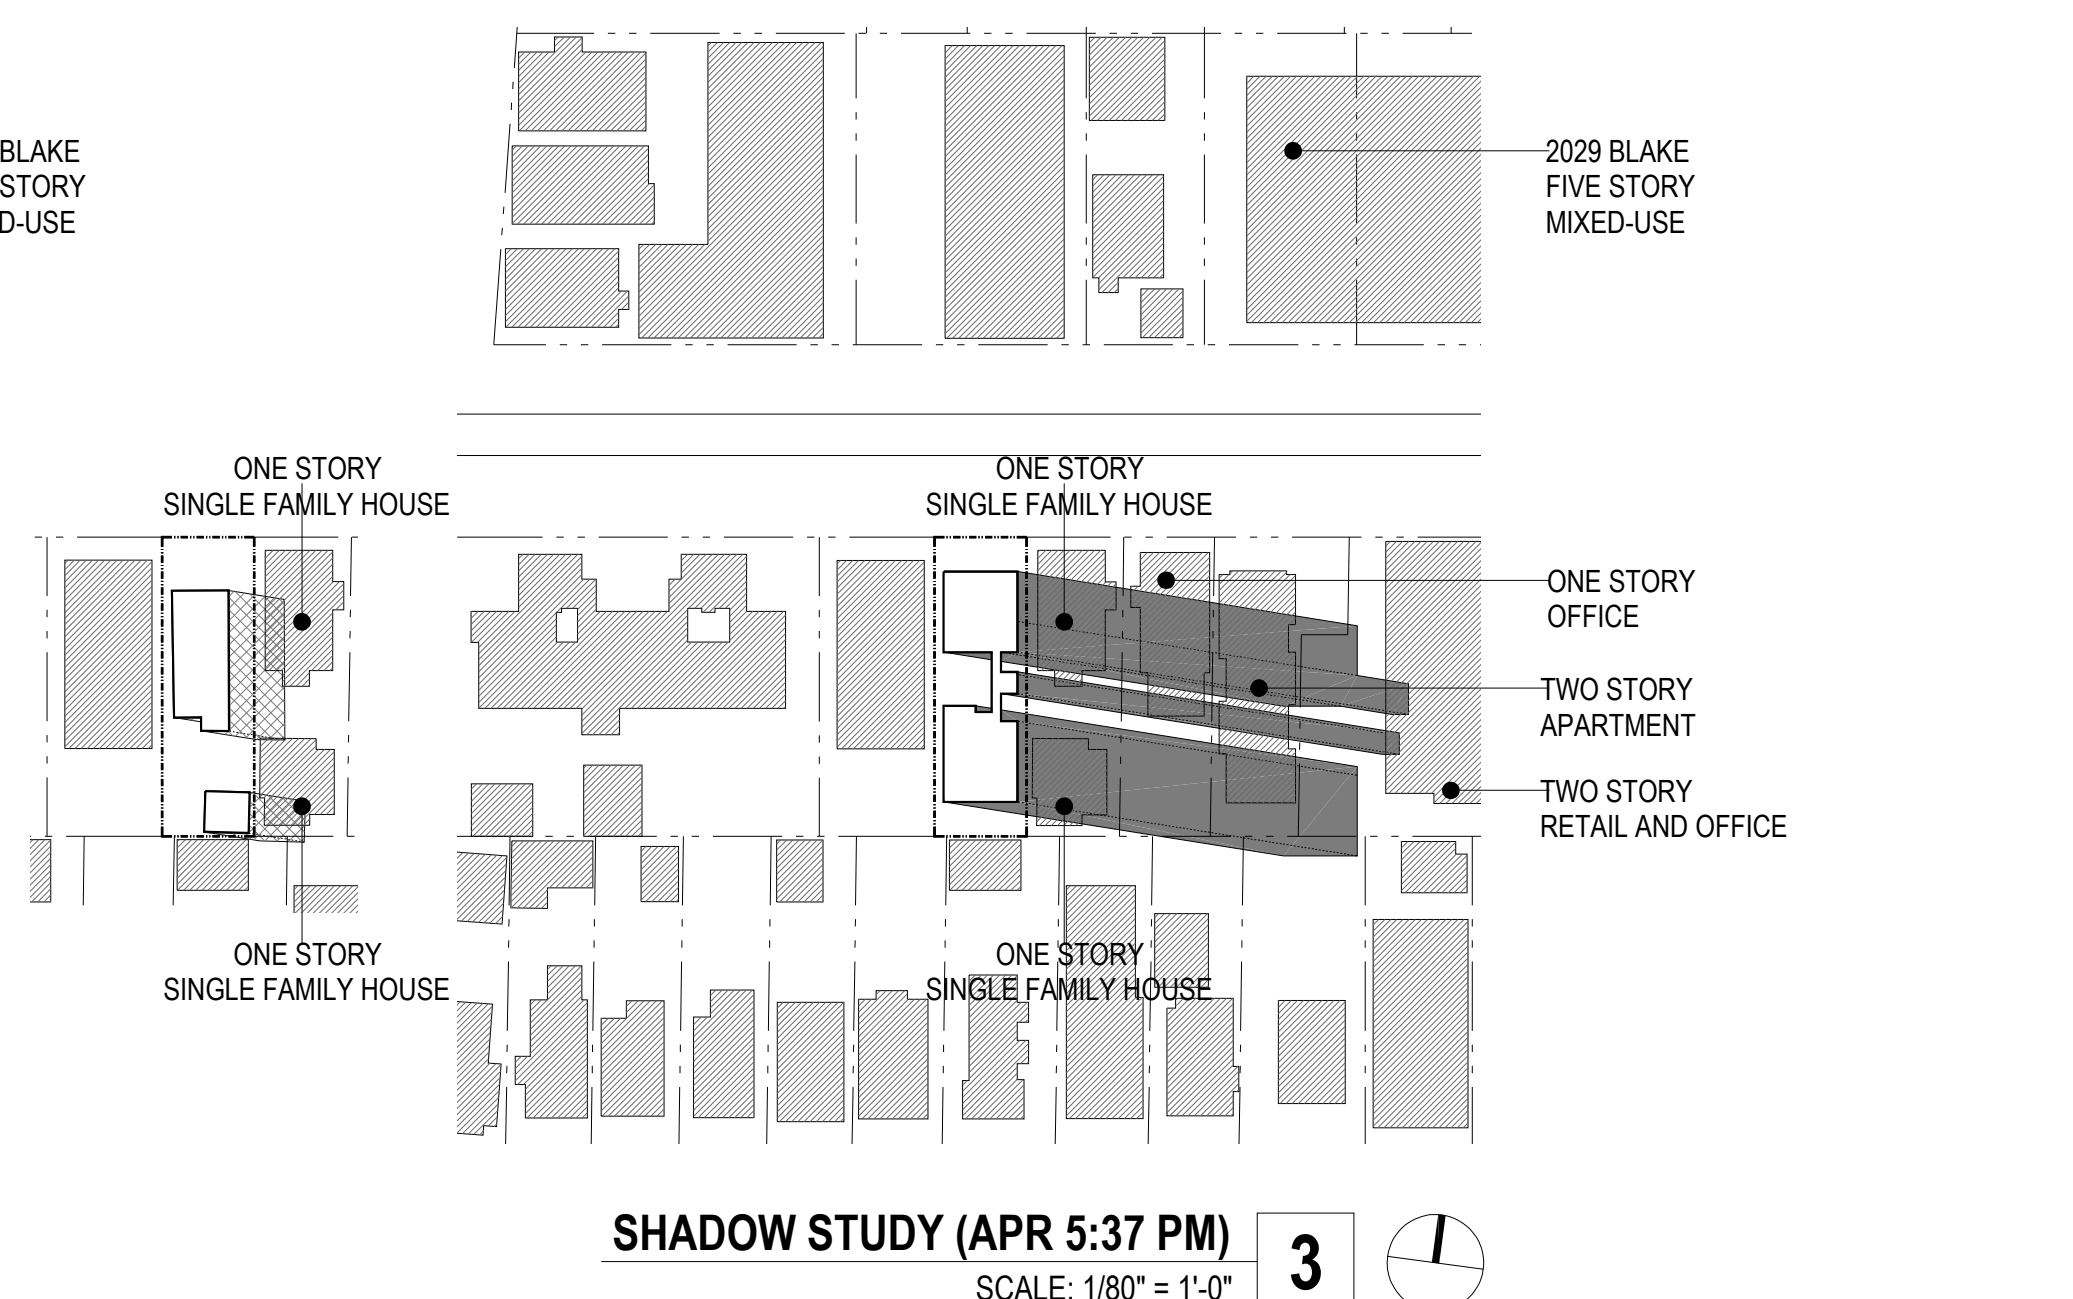 BLAKE
STORY
D-USE
2029 BLAKE
FIVE STORY
MIXED-USE
ONE STORY
SINGLE FAMILY HOUSE
ONE STORY
SINGLE FAMILY HOUSE
ONE STORY
OFFICE
TWO STORY
APARTMENT
TWO STORY
RETAIL AND OFFICE
ONE STORY
SINGLE FAMILY HOUSE
ONE STORY
SINGLE FAMILY HOUSE
SHADOW STUDY (APR 5:37 PM)
3
SCALE: 1/80" = 1'-0"